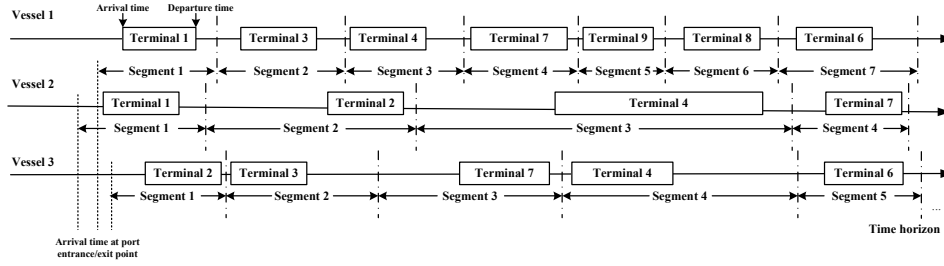 Arrival time Departure time
Vessel 1
Terminal 1 Terminal 3 Terminal 4 Terminal 7 Terminal 9 Terminal 8 Terminal 6
Segment 1 Segment 2 Segment 3 Segment 4 Segment 5 Segment 6 Segment 7
Vessel 2
Terminal 1 Terminal 2 Terminal 4 Terminal 7
Segment 1 Segment 2 Segment 3 Segment 4
Vessel 3
Terminal 2 Terminal 3 Terminal 7 Terminal 4 Terminal 6
Segment 1 Segment 2 Segment 3 Segment 4 Segment 5
...
Time horizon
Arrival time at port
entrance/exit point